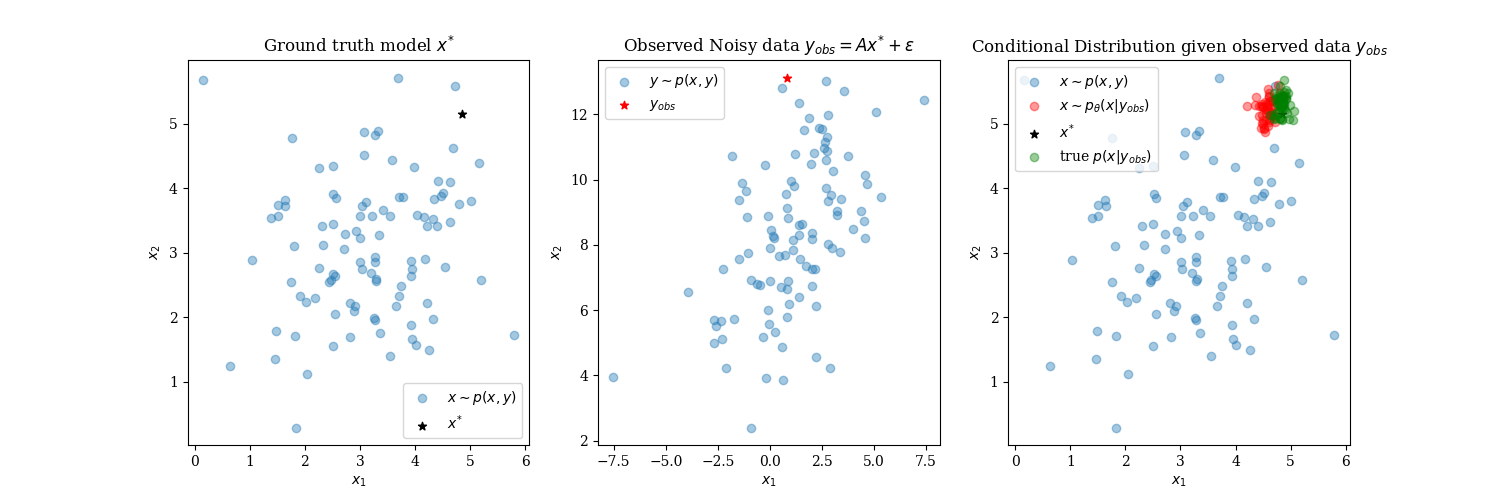 Ground truth model x*
x₂
5
4
3
2
1
0 1 2 3 4 5 6
x₁
x ~ p(x, y)
x*
Observed Noisy data y_obs = Ax* + ε
x₂
12
10
8
6
4
2
−7.5 −5.0 −2.5 0.0 2.5 5.0 7.5
x₁
y ~ p(x, y)
y_obs
Conditional Distribution given observed data y_obs
x₂
5
4
3
2
1
0 1 2 3 4 5 6
x₁
x ~ p(x, y)
x ~ p_θ(x|y_obs)
x*
true p(x|y_obs)